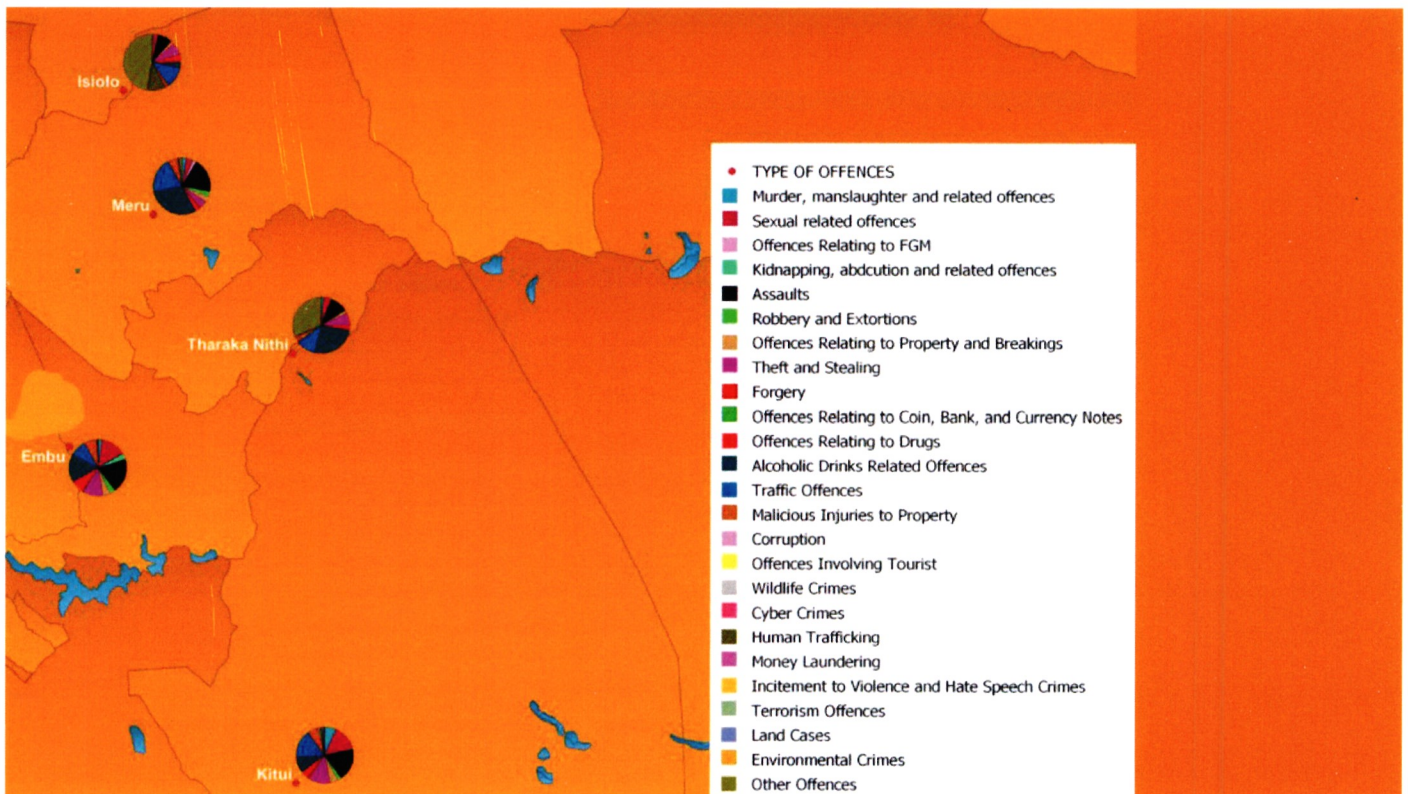 Isiolo
Meru
Tharaka Nithi
Embu
Kitui
TYPE OF OFFENCES
Murder, manslaughter and related offences
Sexual related offences
Offences Relating to FGM
Kidnapping, abdcution and related offences
Assaults
Robbery and Extortions
Offences Relating to Property and Breakings
Theft and Stealing
Forgery
Offences Relating to Coin, Bank, and Currency Notes
Offences Relating to Drugs
Alcoholic Drinks Related Offences
Traffic Offences
Malicious Injuries to Property
Corruption
Offences Involving Tourist
Wildlife Crimes
Cyber Crimes
Human Trafficking
Money Laundering
Incitement to Violence and Hate Speech Crimes
Terrorism Offences
Land Cases
Environmental Crimes
Other Offences